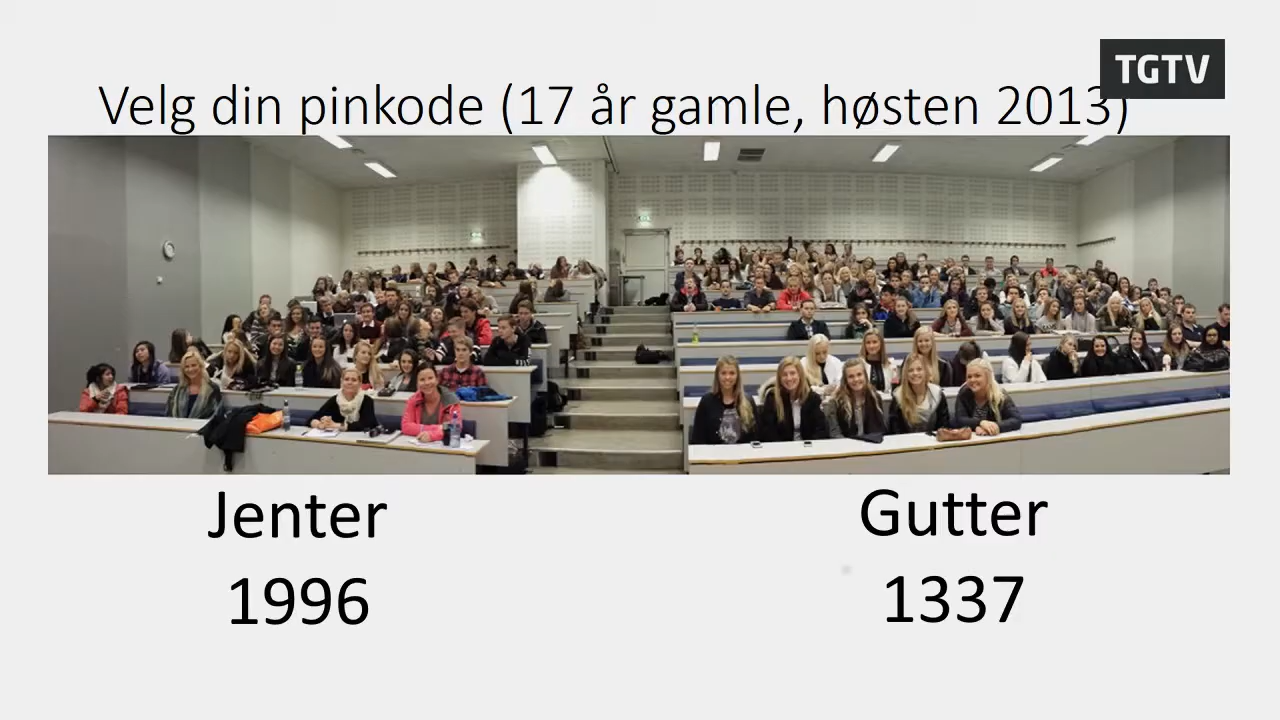 TGTV
Velg din pinkode (17 år gamle, høsten 2013)
Jenter
Gutter
1996
1337